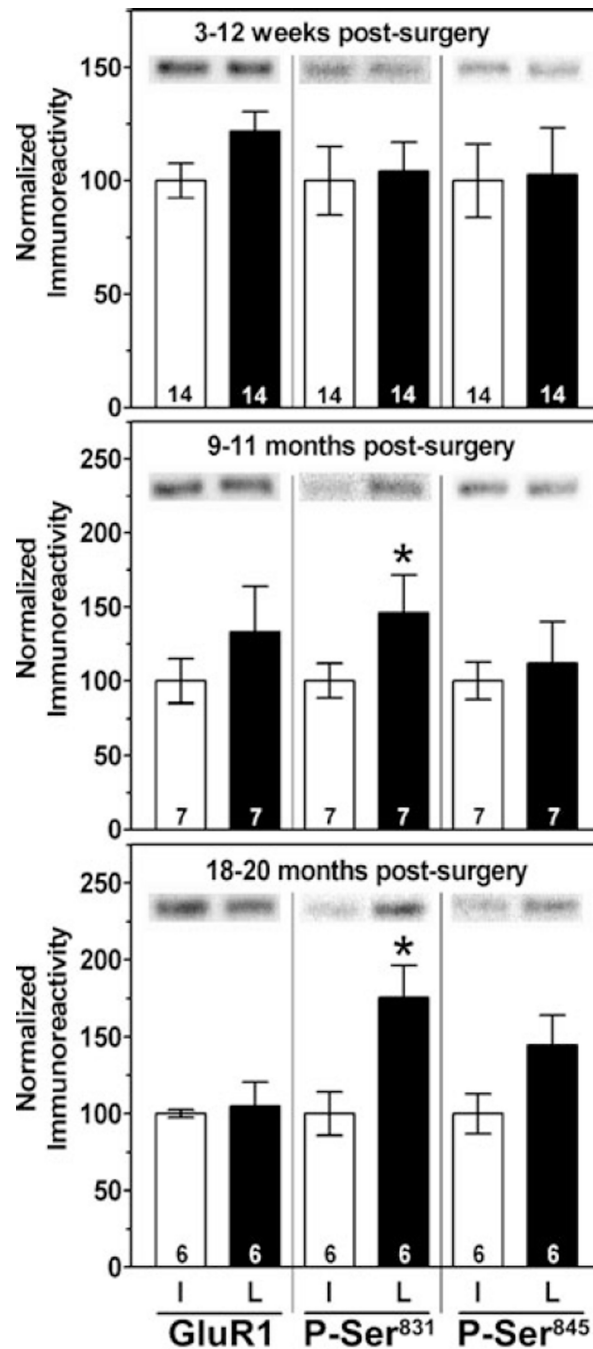 3-12 weeks post-surgery
Normalized
Immunoreactivity
150
100
50
0
14 14 14 14 14 14
9-11 months post-surgery
Normalized
Immunoreactivity
250
200
150
100
50
0
*
7 7 7 7 7 7
18-20 months post-surgery
Normalized
Immunoreactivity
250
200
150
100
50
0
*
6 6 6 6 6 6
I L I L I L
GluR1 P-Ser⁸³¹ P-Ser⁸⁴⁵